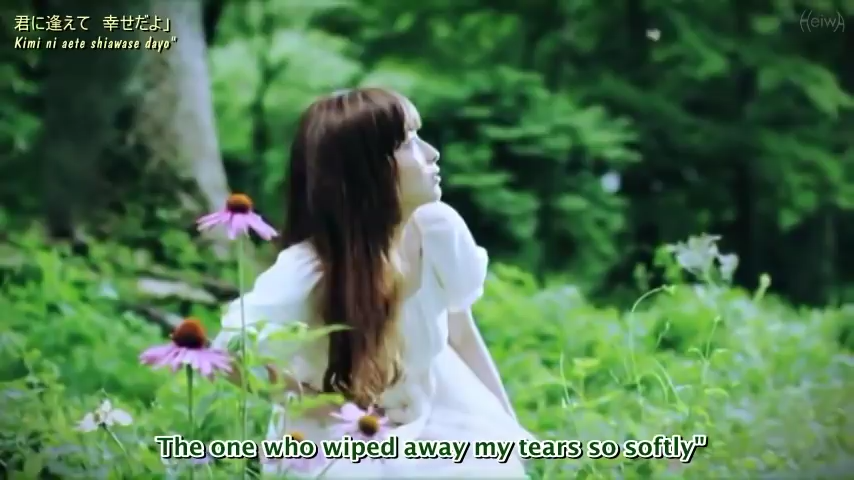 君に逢えて 幸せだよ」
Kimi ni aete shiawase dayo"
HeiwA
The one who wiped away my tears so softly"